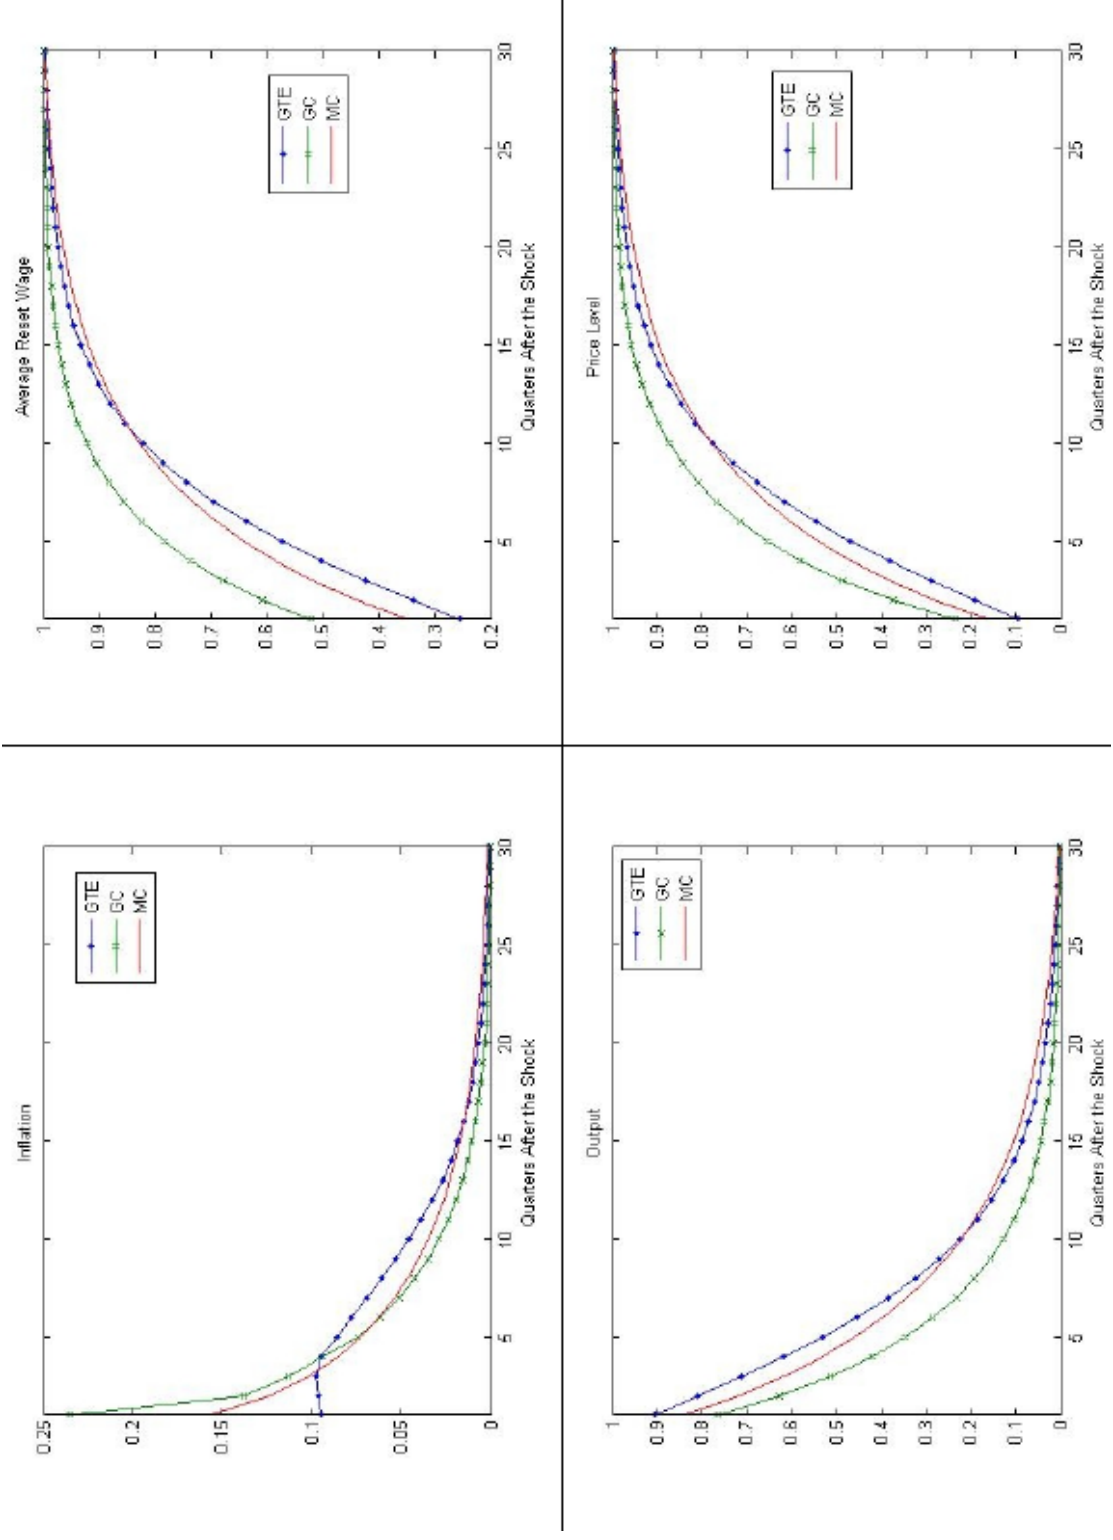 Inflation
0.25
0.2
0.15
0.1
0.05
0
GTE
GC
MC
5 10 15 20 25 30
Quarters After the Shock
Average Reset Wage
1
0.9
0.8
0.7
0.6
0.5
0.4
0.3
0.2
GTE
GC
MC
5 10 15 20 25 30
Quarters After the Shock
Output
1
0.9
0.8
0.7
0.6
0.5
0.4
0.3
0.2
0.1
0
GTE
GC
MC
5 10 15 20 25 30
Quarters After the Shock
Price Level
1
0.9
0.8
0.7
0.6
0.5
0.4
0.3
0.2
0.1
0
GTE
GC
MC
5 10 15 20 25 30
Quarters After the Shock